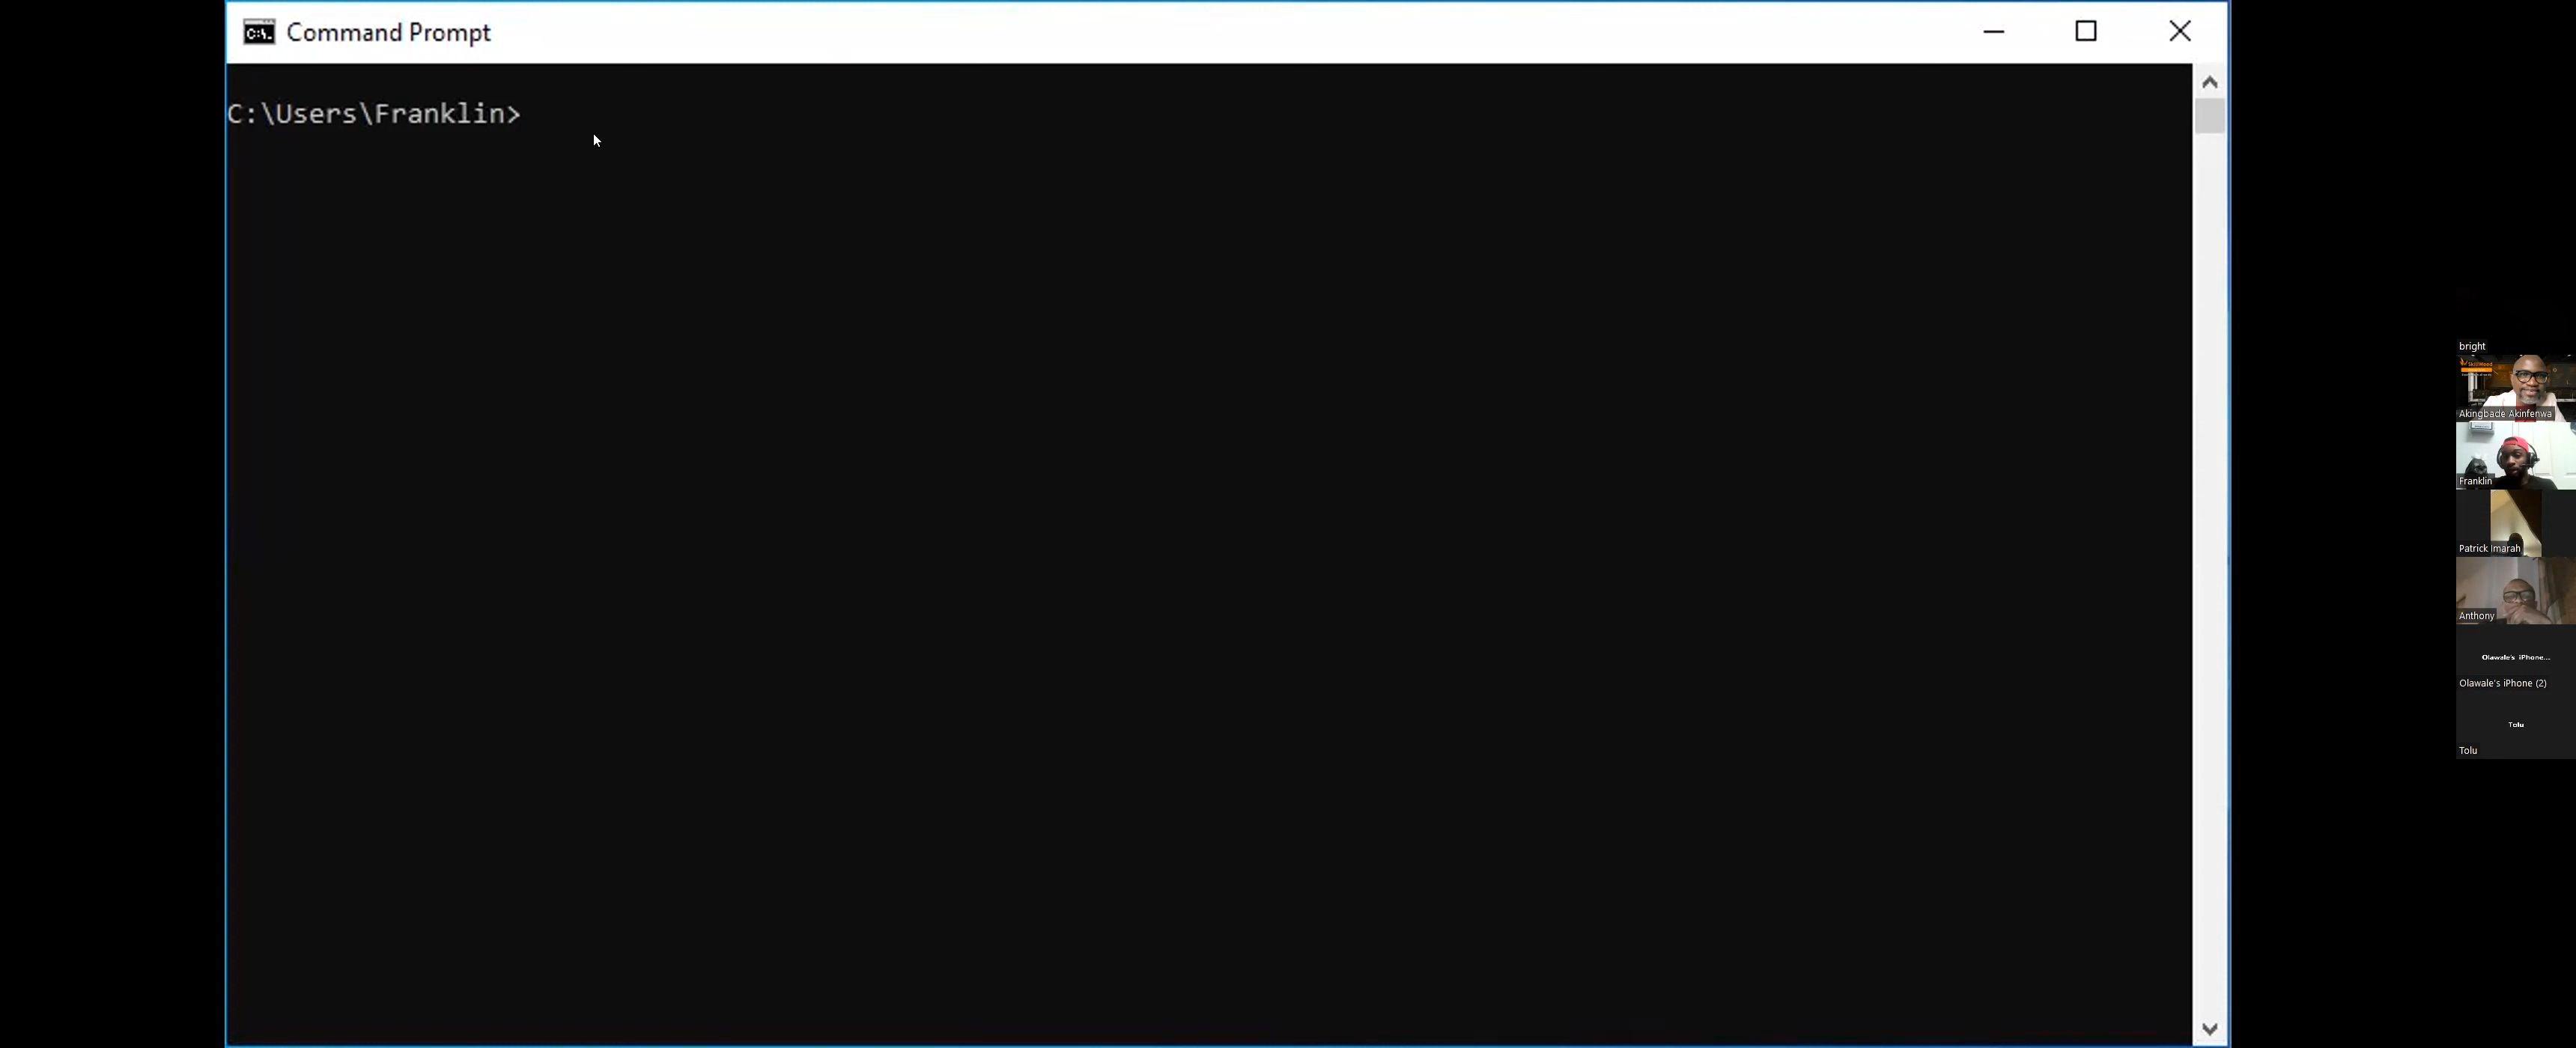 Command Prompt
C:\Users\Franklin>
bright
Akingbade Akinfenwa
Franklin
Patrick Imarah
Anthony
Olawale's iPhone...
Olawale's iPhone (2)
Tolu
Tolu